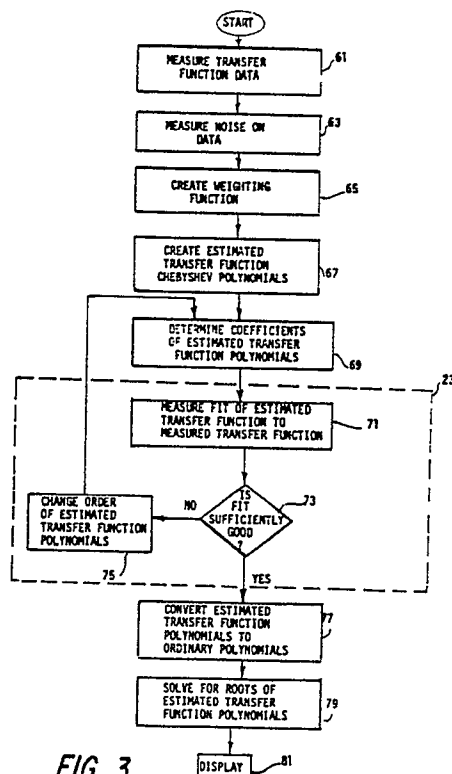 START
MEASURE TRANSFER
FUNCTION DATA
61
MEASURE NOISE ON
DATA
63
CREATE WEIGHTING
FUNCTION
65
CREATE ESTIMATED
TRANSFER FUNCTION
CHEBYSHEV POLYNOMIALS
67
DETERMINE COEFFICIENTS
OF ESTIMATED TRANSFER
FUNCTION POLYNOMIALS
69
23
MEASURE FIT OF ESTIMATED
TRANSFER FUNCTION TO
MEASURED TRANSFER FUNCTION
71
IS
FIT
SUFFICIENTLY
GOOD
?
73
NO
CHANGE ORDER
OF ESTIMATED
TRANSFER FUNCTION
POLYNOMIALS
75
YES
CONVERT ESTIMATED
TRANSFER FUNCTION
POLYNOMIALS TO
ORDINARY POLYNOMIALS
77
SOLVE FOR ROOTS OF
ESTIMATED TRANSFER
FUNCTION POLYNOMIALS
79
DISPLAY
81
FIG 3